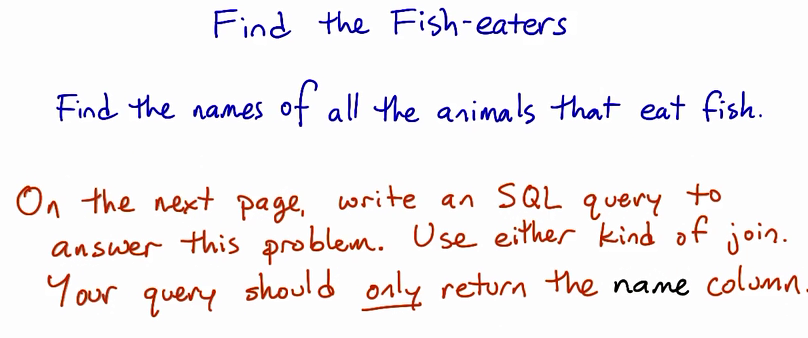 Find the Fish-eaters
Find the names of all the animals that eat fish.
On the next page, write an SQL query to
answer this problem. Use either kind of join.
Your query should only return the name column.